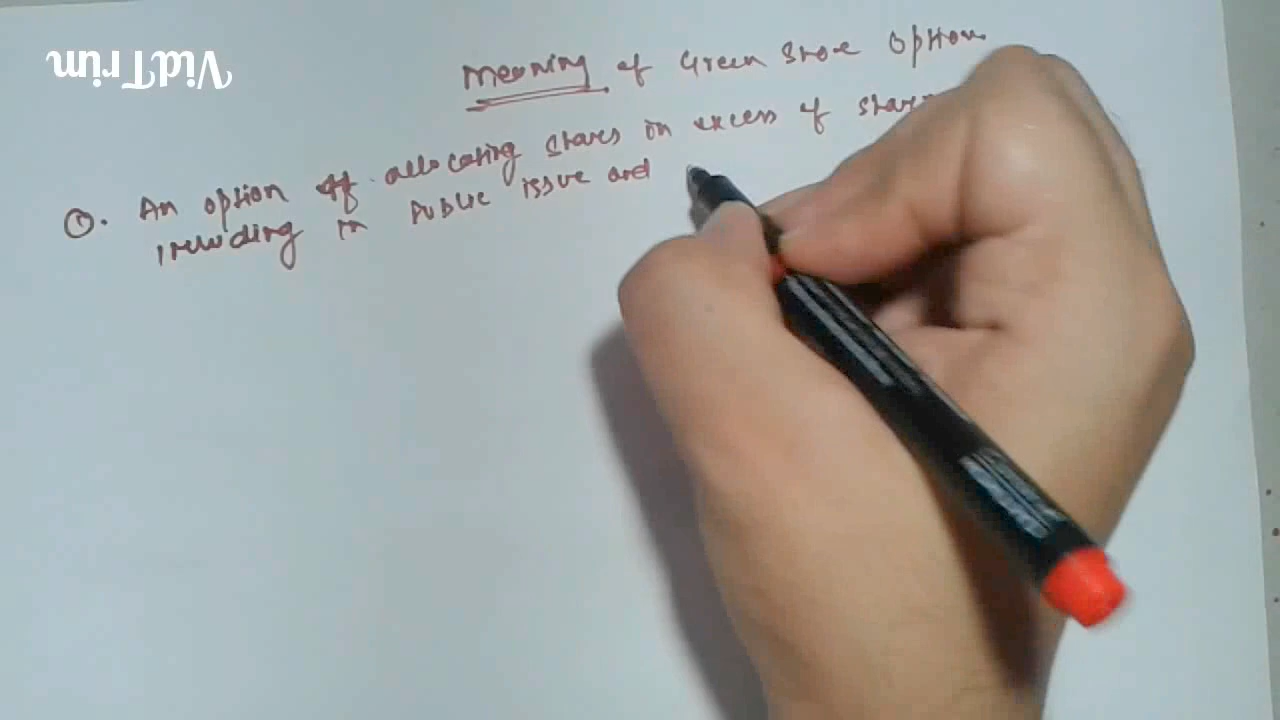 VidTrim
Meaning of Green Shoe Option
①. An option of allocating shares in excess of shares
including in public issue and